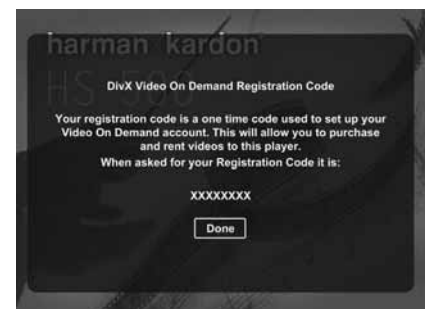 harman kardon
HS 500
DivX Video On Demand Registration Code
Your registration code is a one time code used to set up your
Video On Demand account. This will allow you to purchase
and rent videos to this player.
When asked for your Registration Code it is:
XXXXXXXX
Done